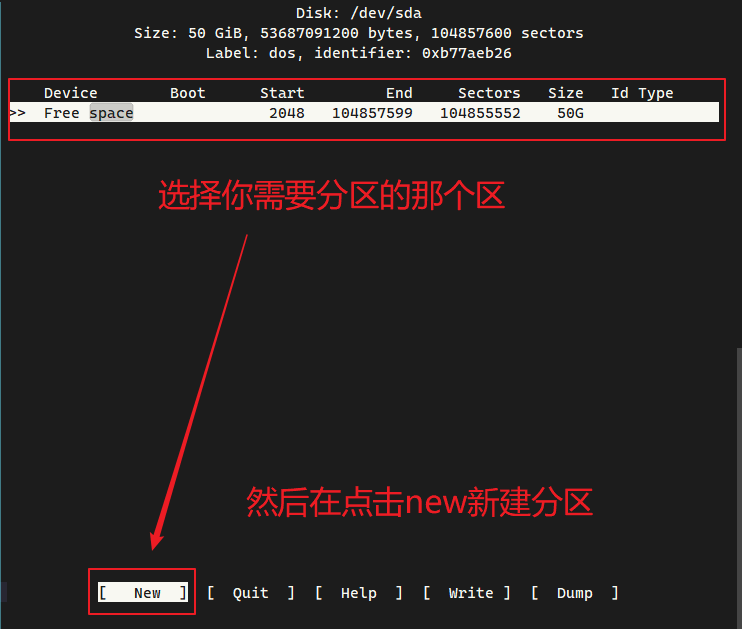 Disk: /dev/sda
Size: 50 GiB, 53687091200 bytes, 104857600 sectors
Label: dos, identifier: 0xb77aeb26
Device Boot Start End Sectors Size Id Type
>> Free space 2048 104857599 104855552 50G
选择你需要分区的那个区
然后在点击new新建分区
[ New ] [ Quit ] [ Help ] [ Write ] [ Dump ]